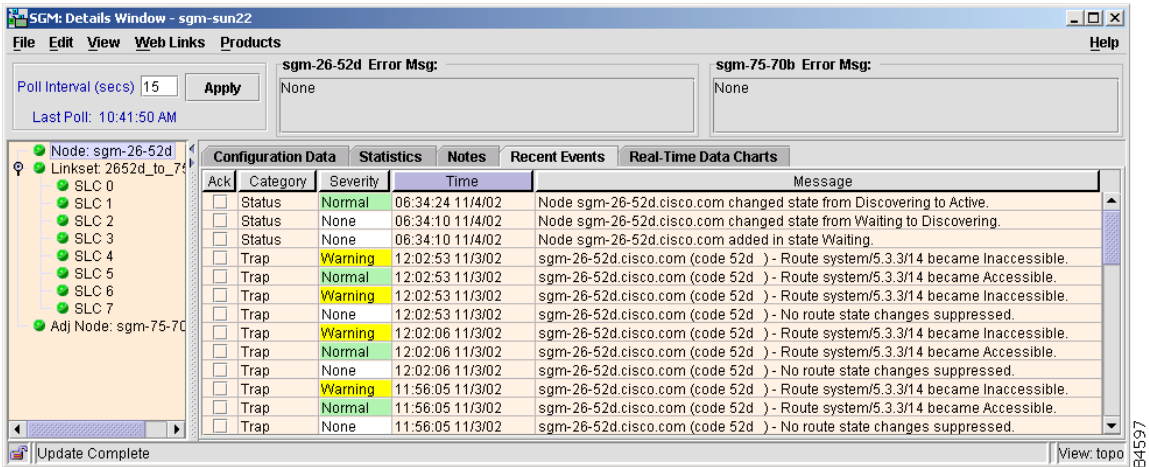 SGM: Details Window - sgm-sun22
File Edit View Web Links Products Help
sgm-26-52d Error Msg:
None
sgm-75-70b Error Msg:
None
Poll Interval (secs) 15 Apply
Last Poll: 10:41:50 AM
Node: sgm-26-52d
Linkset: 2652d_to_75
SLC 0
SLC 1
SLC 2
SLC 3
SLC 4
SLC 5
SLC 6
SLC 7
Adj Node: sgm-75-70
Configuration Data Statistics Notes Recent Events Real-Time Data Charts
Ack Category Severity Time Message
Status Normal 06:34:24 11/4/02 Node sgm-26-52d.cisco.com changed state from Discovering to Active.
Status None 06:34:10 11/4/02 Node sgm-26-52d.cisco.com changed state from Waiting to Discovering.
Status None 06:34:10 11/4/02 Node sgm-26-52d.cisco.com added in state Waiting.
Trap Warning 12:02:53 11/3/02 sgm-26-52d.cisco.com (code 52d ) - Route system/5.3.3/14 became Inaccessible.
Trap Normal 12:02:53 11/3/02 sgm-26-52d.cisco.com (code 52d ) - Route system/5.3.3/14 became Accessible.
Trap Warning 12:02:53 11/3/02 sgm-26-52d.cisco.com (code 52d ) - Route system/5.3.3/14 became Inaccessible.
Trap None 12:02:53 11/3/02 sgm-26-52d.cisco.com (code 52d ) - No route state changes suppressed.
Trap Warning 12:02:06 11/3/02 sgm-26-52d.cisco.com (code 52d ) - Route system/5.3.3/14 became Inaccessible.
Trap Normal 12:02:06 11/3/02 sgm-26-52d.cisco.com (code 52d ) - Route system/5.3.3/14 became Accessible.
Trap None 12:02:06 11/3/02 sgm-26-52d.cisco.com (code 52d ) - No route state changes suppressed.
Trap Warning 11:56:05 11/3/02 sgm-26-52d.cisco.com (code 52d ) - Route system/5.3.3/14 became Inaccessible.
Trap Normal 11:56:05 11/3/02 sgm-26-52d.cisco.com (code 52d ) - Route system/5.3.3/14 became Accessible.
Trap None 11:56:05 11/3/02 sgm-26-52d.cisco.com (code 52d ) - No route state changes suppressed.
Update Complete
View: topo
84597